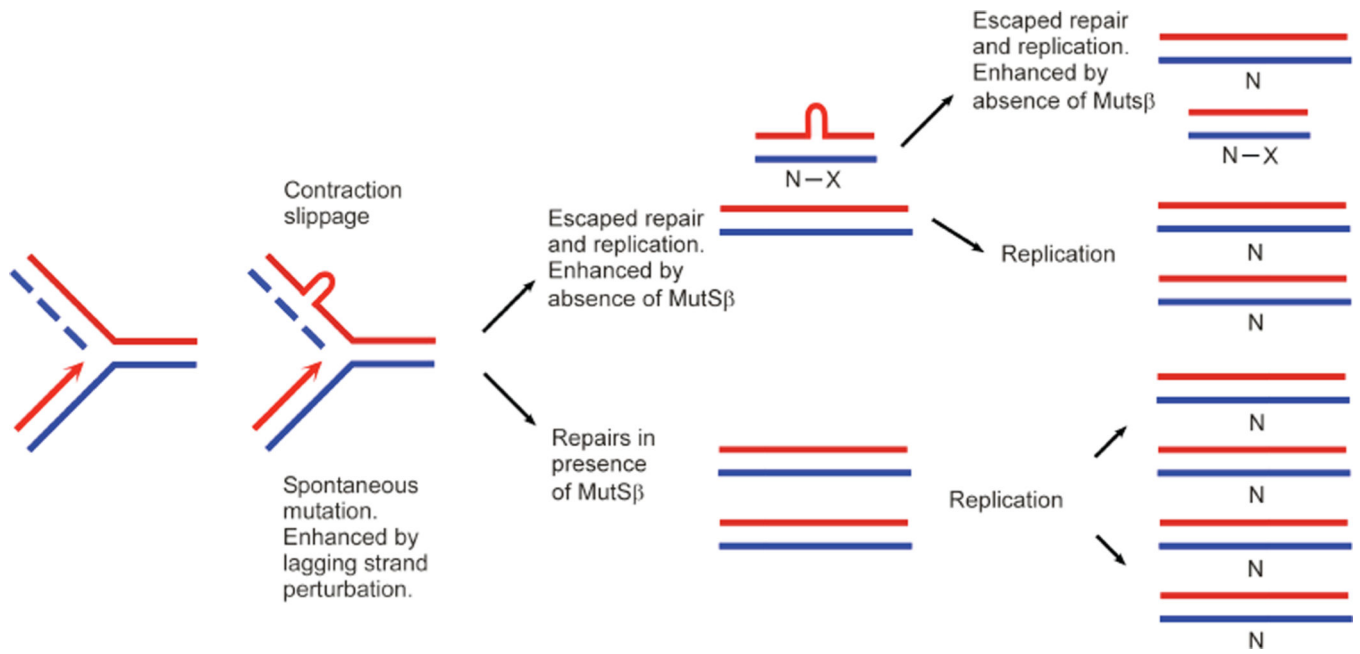 Contraction
slippage
Spontaneous
mutation.
Enhanced by
lagging strand
perturbation.
Escaped repair
and replication.
Enhanced by
absence of MutSβ
Repairs in
presence
of MutSβ
N–X
Escaped repair
and replication.
Enhanced by
absence of Mutsβ
Replication
Replication
N
N–X
N
N
N
N
N
N